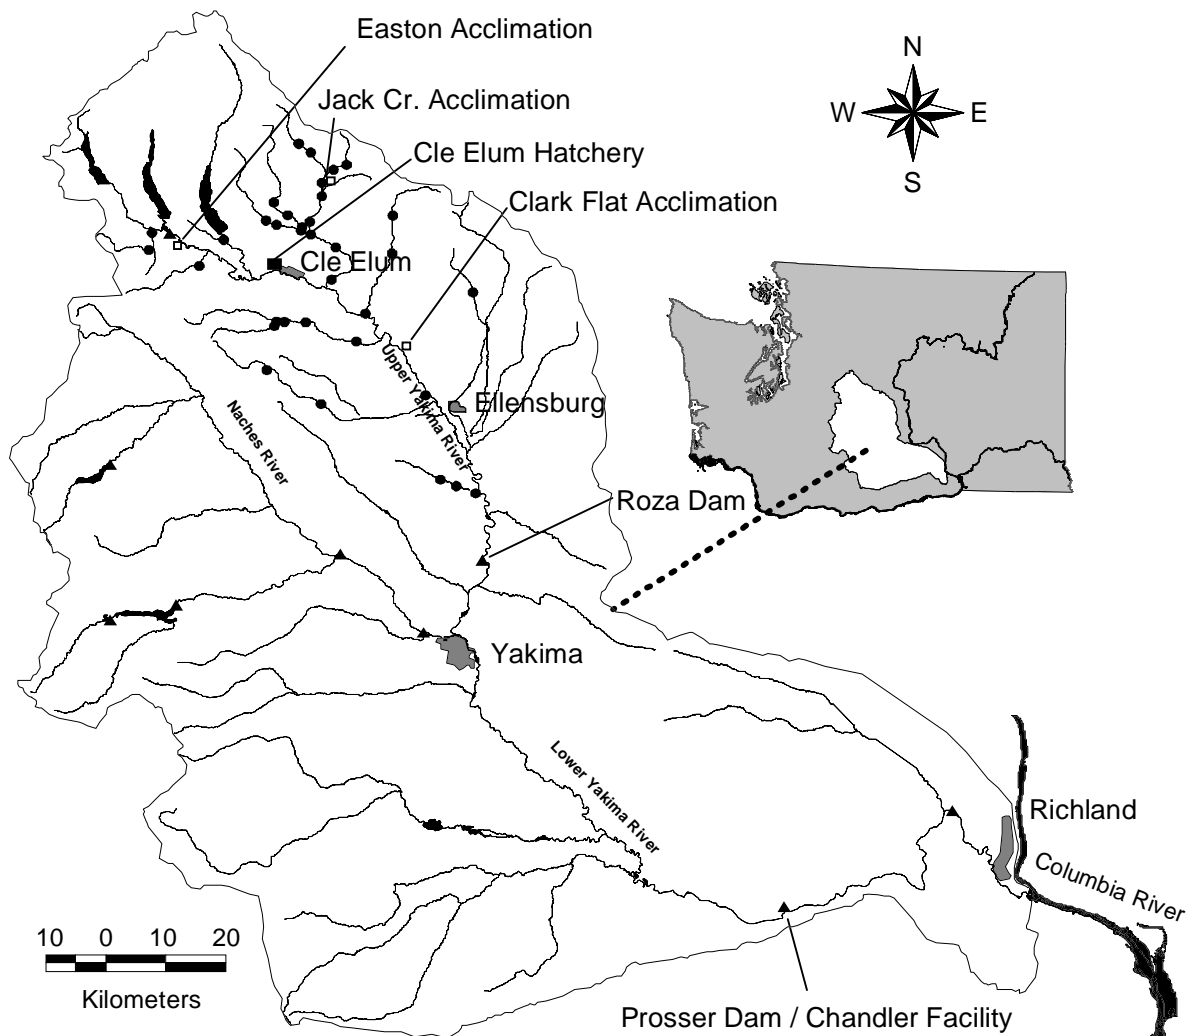 Easton Acclimation
N
Jack Cr. Acclimation
W
E
Cle Elum Hatchery
S
Clark Flat Acclimation
Cle Elum
Upper Yakima River
Ellensburg
Naches River
Roza Dam
Yakima
Lower Yakima River
Richland
Columbia River
10 0 10 20
Kilometers
Prosser Dam / Chandler Facility